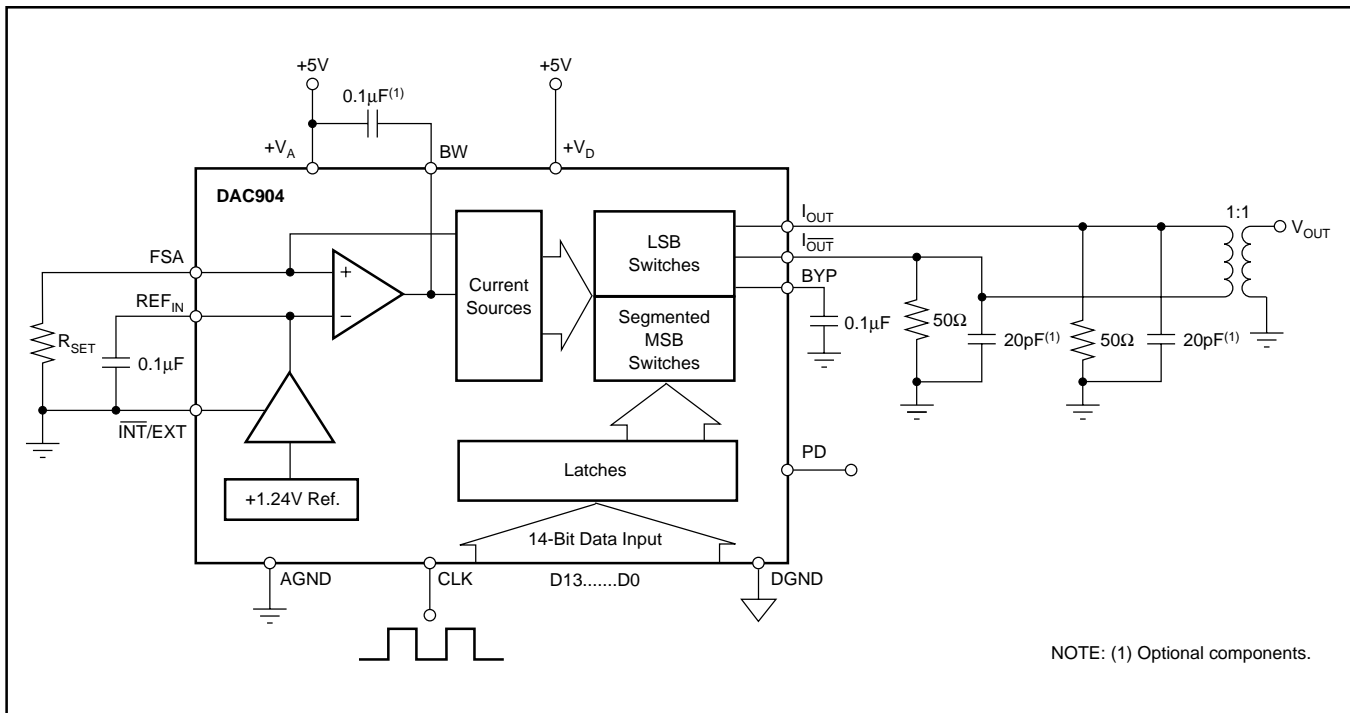 +5V
+5V
0.1µF(1)
+VA
BW
+VD
DAC904
FSA
REFIN
RSET
0.1µF
INT/EXT
+
–
Current
Sources
LSB
Switches
Segmented
MSB
Switches
IOUT
IOUT
BYP
0.1µF
50Ω
20pF(1)
50Ω
20pF(1)
1:1
VOUT
PD
Latches
+1.24V Ref.
14-Bit Data Input
AGND
CLK
D13.......D0
DGND
NOTE: (1) Optional components.